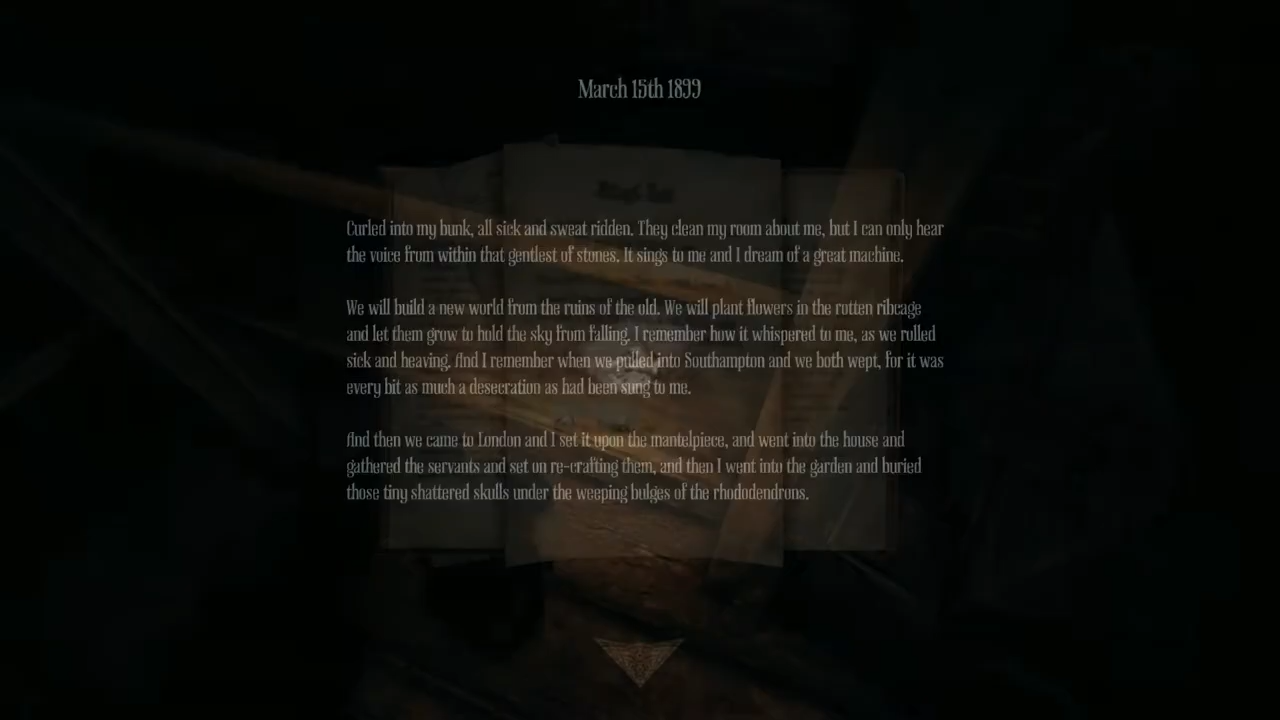 March 15th 1899
Curled into my bunk, all sick and sweat ridden. They clean my room about me, but I can only hear
the voice from within that gentlest of stones. It sings to me and I dream of a great machine.
We will build a new world from the ruins of the old. We will plant flowers in the rotten ribcage
and let them grow to hold the sky from falling. I remember how it whispered to me, as we rolled
sick and heaving. And I remember when we pulled into Southampton and we both wept, for it was
every bit as much a desecration as had been sung to me.
And then we came to London and I set it upon the mantelpiece, and went into the house and
gathered the servants and set on re-crafting them, and then I went into the garden and buried
those tiny shattered skulls under the weeping bulges of the rhododendrons.